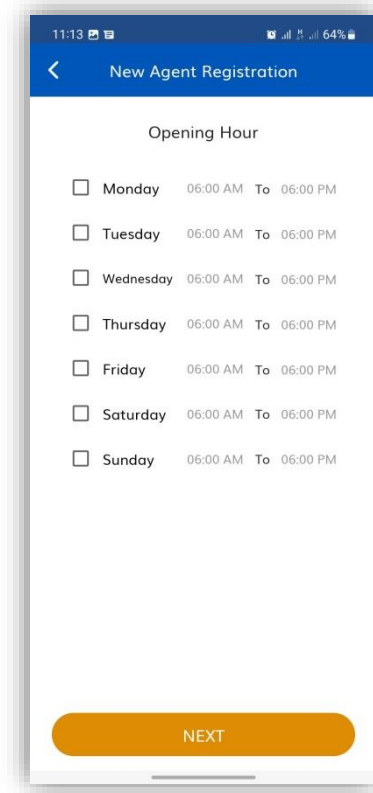 11:13 64%
New Agent Registration
Opening Hour
Monday 06:00 AM To 06:00 PM
Tuesday 06:00 AM To 06:00 PM
Wednesday 06:00 AM To 06:00 PM
Thursday 06:00 AM To 06:00 PM
Friday 06:00 AM To 06:00 PM
Saturday 06:00 AM To 06:00 PM
Sunday 06:00 AM To 06:00 PM
NEXT